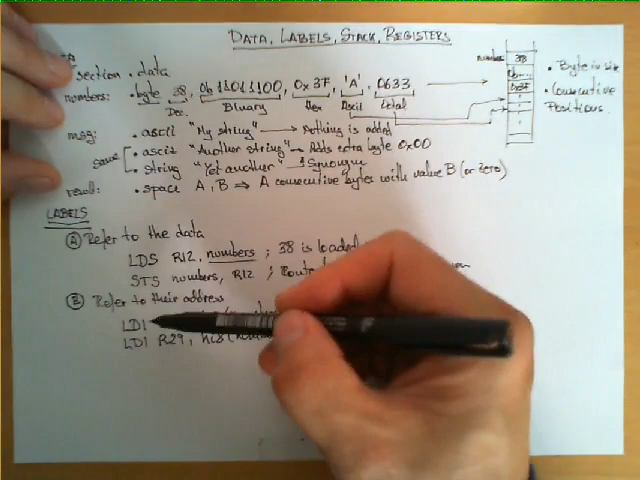 DATA, LABELS, STACK, REGISTERS
.section .data
numbers: .byte 38, 0b11011100, 0x3F, 'A', 0633
Dec. Binary Hex Ascii Octal
number 38
0x3F
• Byte in size
• Consecutive
Positions.
msg: .ascii "My string" → Nothing is added
same .asciz "Another string" → Adds extra byte 0x00
.string "Yet another" → Synonym
.space A, B ⇒ A consecutive bytes with value B (or zero)
LABELS
A Refer to the data
LDS R12, numbers ; 38 is loaded
STS numbers, R12 ;
B Refer to their address
LDI
LDI R29,